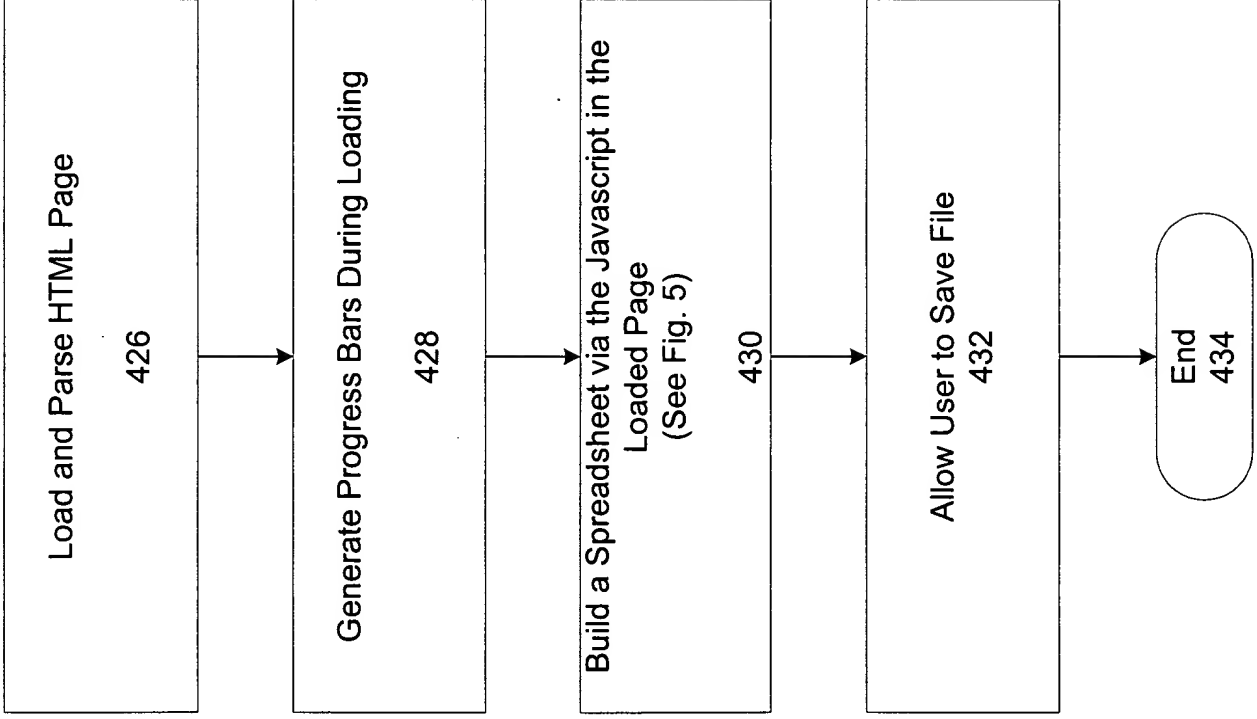 Load and Parse HTML Page
426
Generate Progress Bars During Loading
428
Build a Spreadsheet via the Javascript in the
Loaded Page
(See Fig. 5)
430
Allow User to Save File
432
End
434